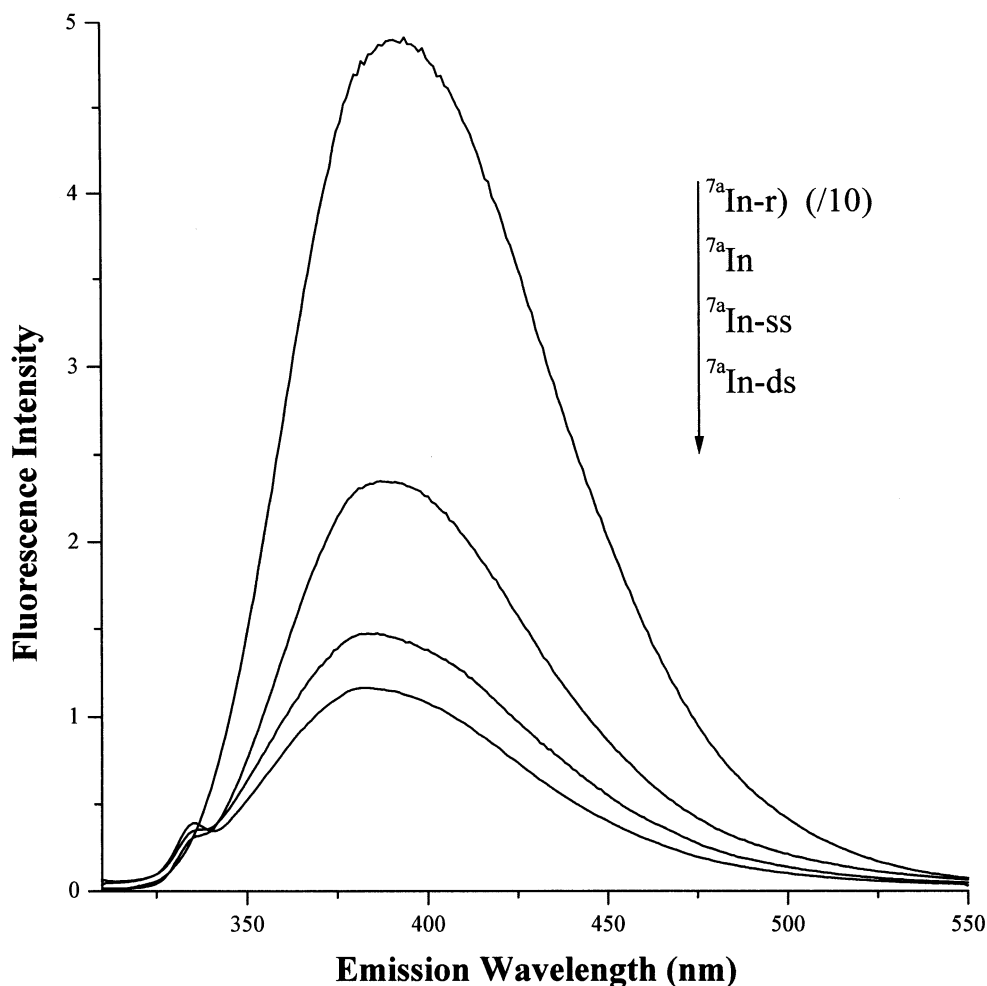 5
4
3
2
1
0
350
400
450
500
550
Fluorescence Intensity
Emission Wavelength (nm)
7aIn-r) (/10)
7aIn
7aIn-ss
7aIn-ds